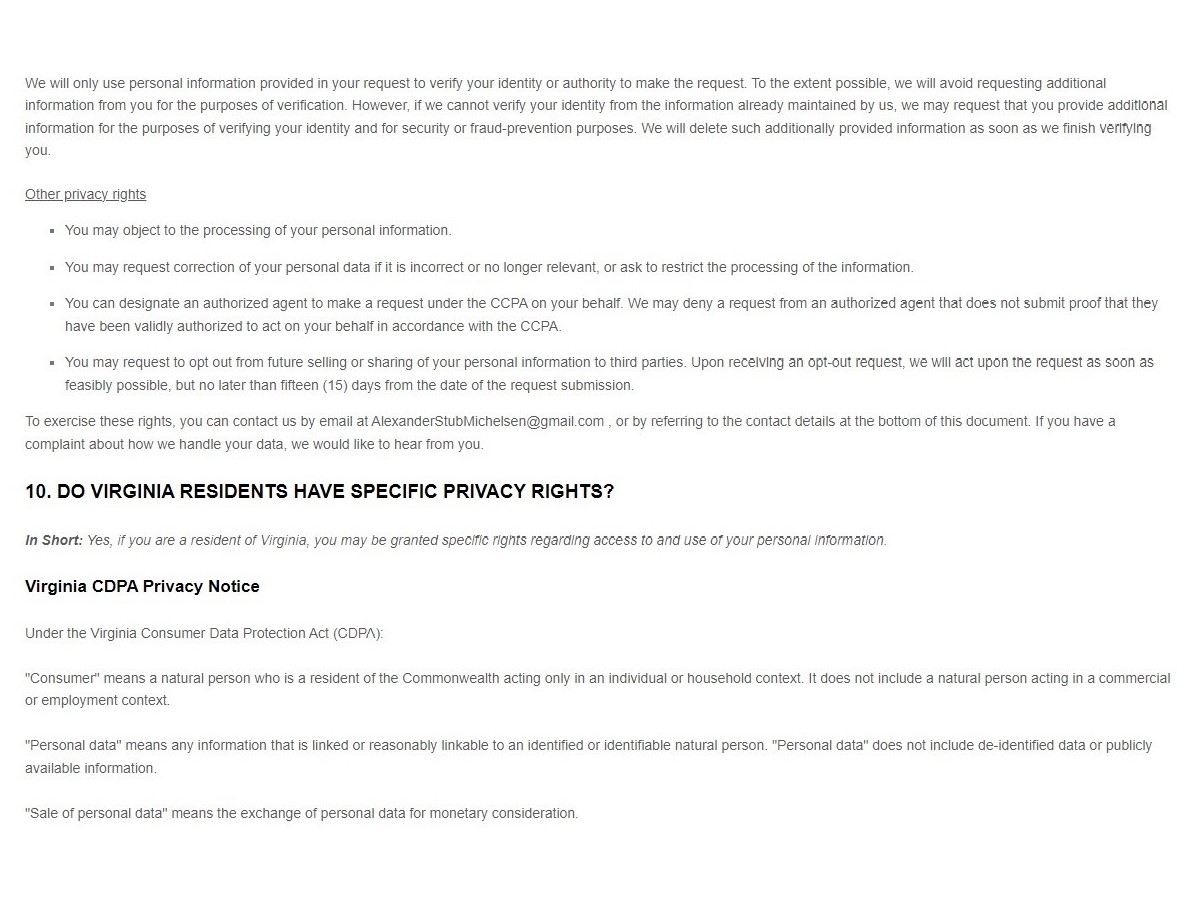 We will only use personal information provided in your request to verify your identity or authority to make the request. To the extent possible, we will avoid requesting additional
information from you for the purposes of verification. However, if we cannot verify your identity from the information already maintained by us, we may request that you provide additional
information for the purposes of verifying your identity and for security or fraud-prevention purposes. We will delete such additionally provided information as soon as we finish verifying
you.
Other privacy rights
▪ You may object to the processing of your personal information.
▪ You may request correction of your personal data if it is incorrect or no longer relevant, or ask to restrict the processing of the information.
▪ You can designate an authorized agent to make a request under the CCPA on your behalf. We may deny a request from an authorized agent that does not submit proof that they
have been validly authorized to act on your behalf in accordance with the CCPA.
▪ You may request to opt out from future selling or sharing of your personal information to third parties. Upon receiving an opt-out request, we will act upon the request as soon as
feasibly possible, but no later than fifteen (15) days from the date of the request submission.
To exercise these rights, you can contact us by email at AlexanderStubMichelsen@gmail.com , or by referring to the contact details at the bottom of this document. If you have a
complaint about how we handle your data, we would like to hear from you.
10. DO VIRGINIA RESIDENTS HAVE SPECIFIC PRIVACY RIGHTS?
In Short: Yes, if you are a resident of Virginia, you may be granted specific rights regarding access to and use of your personal information.
Virginia CDPA Privacy Notice
Under the Virginia Consumer Data Protection Act (CDPA):
"Consumer" means a natural person who is a resident of the Commonwealth acting only in an individual or household context. It does not include a natural person acting in a commercial
or employment context.
"Personal data" means any information that is linked or reasonably linkable to an identified or identifiable natural person. "Personal data" does not include de-identified data or publicly
available information.
"Sale of personal data" means the exchange of personal data for monetary consideration.